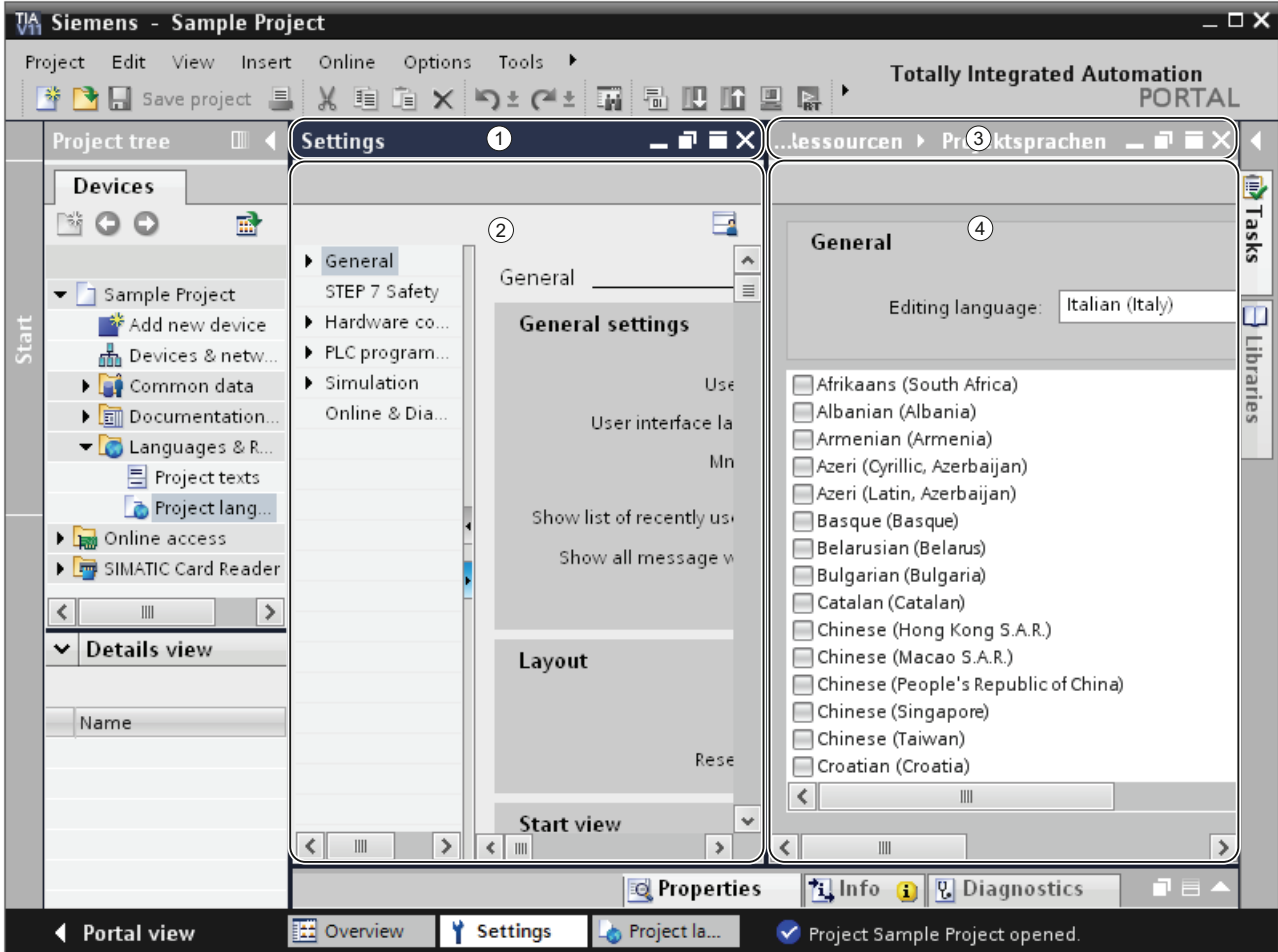 TIA V11 Siemens - Sample Project
Project Edit View Insert Online Options Tools
Totally Integrated Automation
PORTAL
Save project
RT
Project tree
Settings
1
...Ressourcen Projektsprachen
3
Start
Devices
2
4
General
STEP 7 Safety
Hardware co...
PLC program...
Simulation
Online & Dia...
Sample Project
Add new device
Devices & netw...
Common data
Documentation...
Languages & R...
Project texts
Project lang...
Online access
SIMATIC Card Reader
Details view
Name
General
General settings
Use
User interface la
Mn
Show list of recently us
Show all message w
Layout
Rese
Start view
General
Editing language: Italian (Italy)
Afrikaans (South Africa)
Albanian (Albania)
Armenian (Armenia)
Azeri (Cyrillic, Azerbaijan)
Azeri (Latin, Azerbaijan)
Basque (Basque)
Belarusian (Belarus)
Bulgarian (Bulgaria)
Catalan (Catalan)
Chinese (Hong Kong S.A.R.)
Chinese (Macao S.A.R.)
Chinese (People's Republic of China)
Chinese (Singapore)
Chinese (Taiwan)
Croatian (Croatia)
Tasks
Libraries
Properties
Info
Diagnostics
Portal view
Overview
Settings
Project la...
Project Sample Project opened.